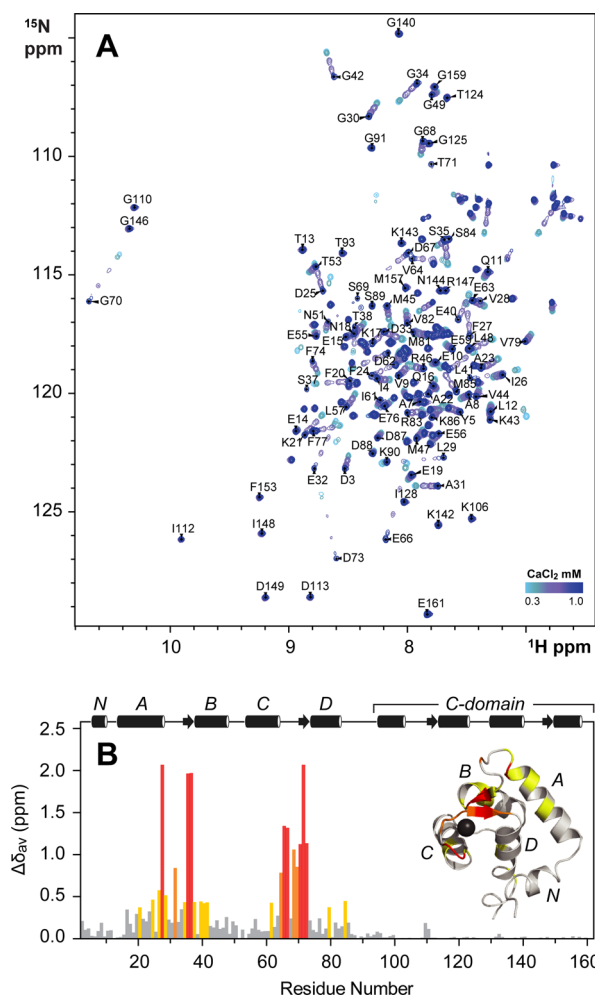 15N
ppm
A
G140
G42
G34
G159
G49
T124
G30
G91
G68
G125
T71
110
G110
G146
K143
S35
S84
T13
T93
D67
V64
Q11
115
T53
N144
R147
G70
D25
S69
M157
E63
S89
M45
V28
N51
T38
E40
N18
K17
D33
V82
F27
E55
E15
M81
E59
L48
V79
F74
D62
R46
E10
A23
F20
F24
L41
S37
I4
V9
Q16
M85
I26
120
I61
V44
L57
A7
A22
A8
L12
E76
Y5
E14
R83
K86
K43
K21
F77
D87
E56
D88
M47
K90
L29
E32
D3
E19
A31
F153
I128
125
K142
K106
I112
I148
E66
D73
CaCl2 mM
0.3 1.0
D149
D113
E161
10 9 8 7
1H ppm
N A B C D C-domain
2.5
B
2.0
1.5
1.0
0.5
0.0
Δδav (ppm)
B
A
C
D
N
20 40 60 80 100 120 140 160
Residue Number